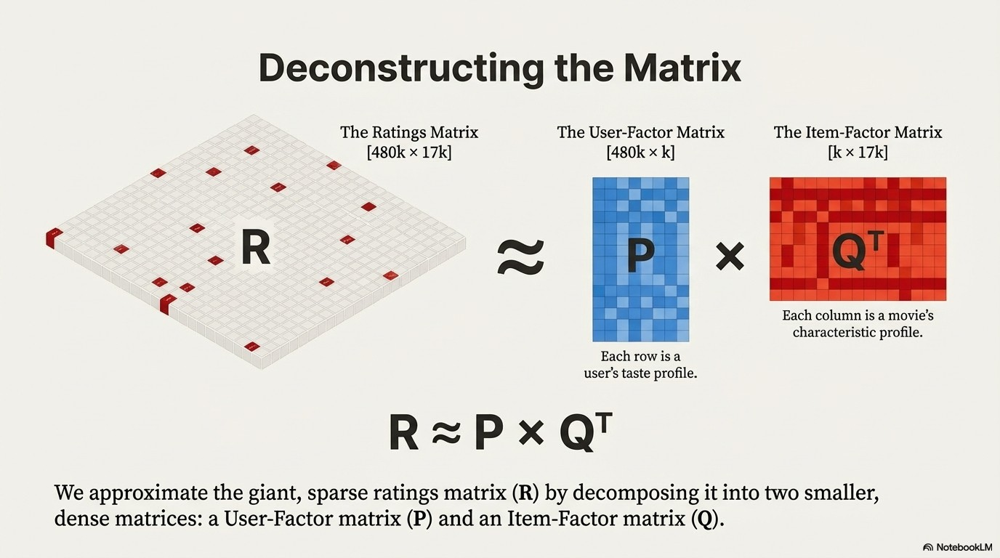 Deconstructing the Matrix
The Ratings Matrix
[480k × 17k]
The User-Factor Matrix
[480k × k]
The Item-Factor Matrix
[k × 17k]
R
≈
P
×
Qᵀ
Each row is a
user’s taste profile.
Each column is a movie’s
characteristic profile.
R ≈ P × Qᵀ
We approximate the giant, sparse ratings matrix (R) by decomposing it into two smaller,
dense matrices: a User-Factor matrix (P) and an Item-Factor matrix (Q).
NotebookLM